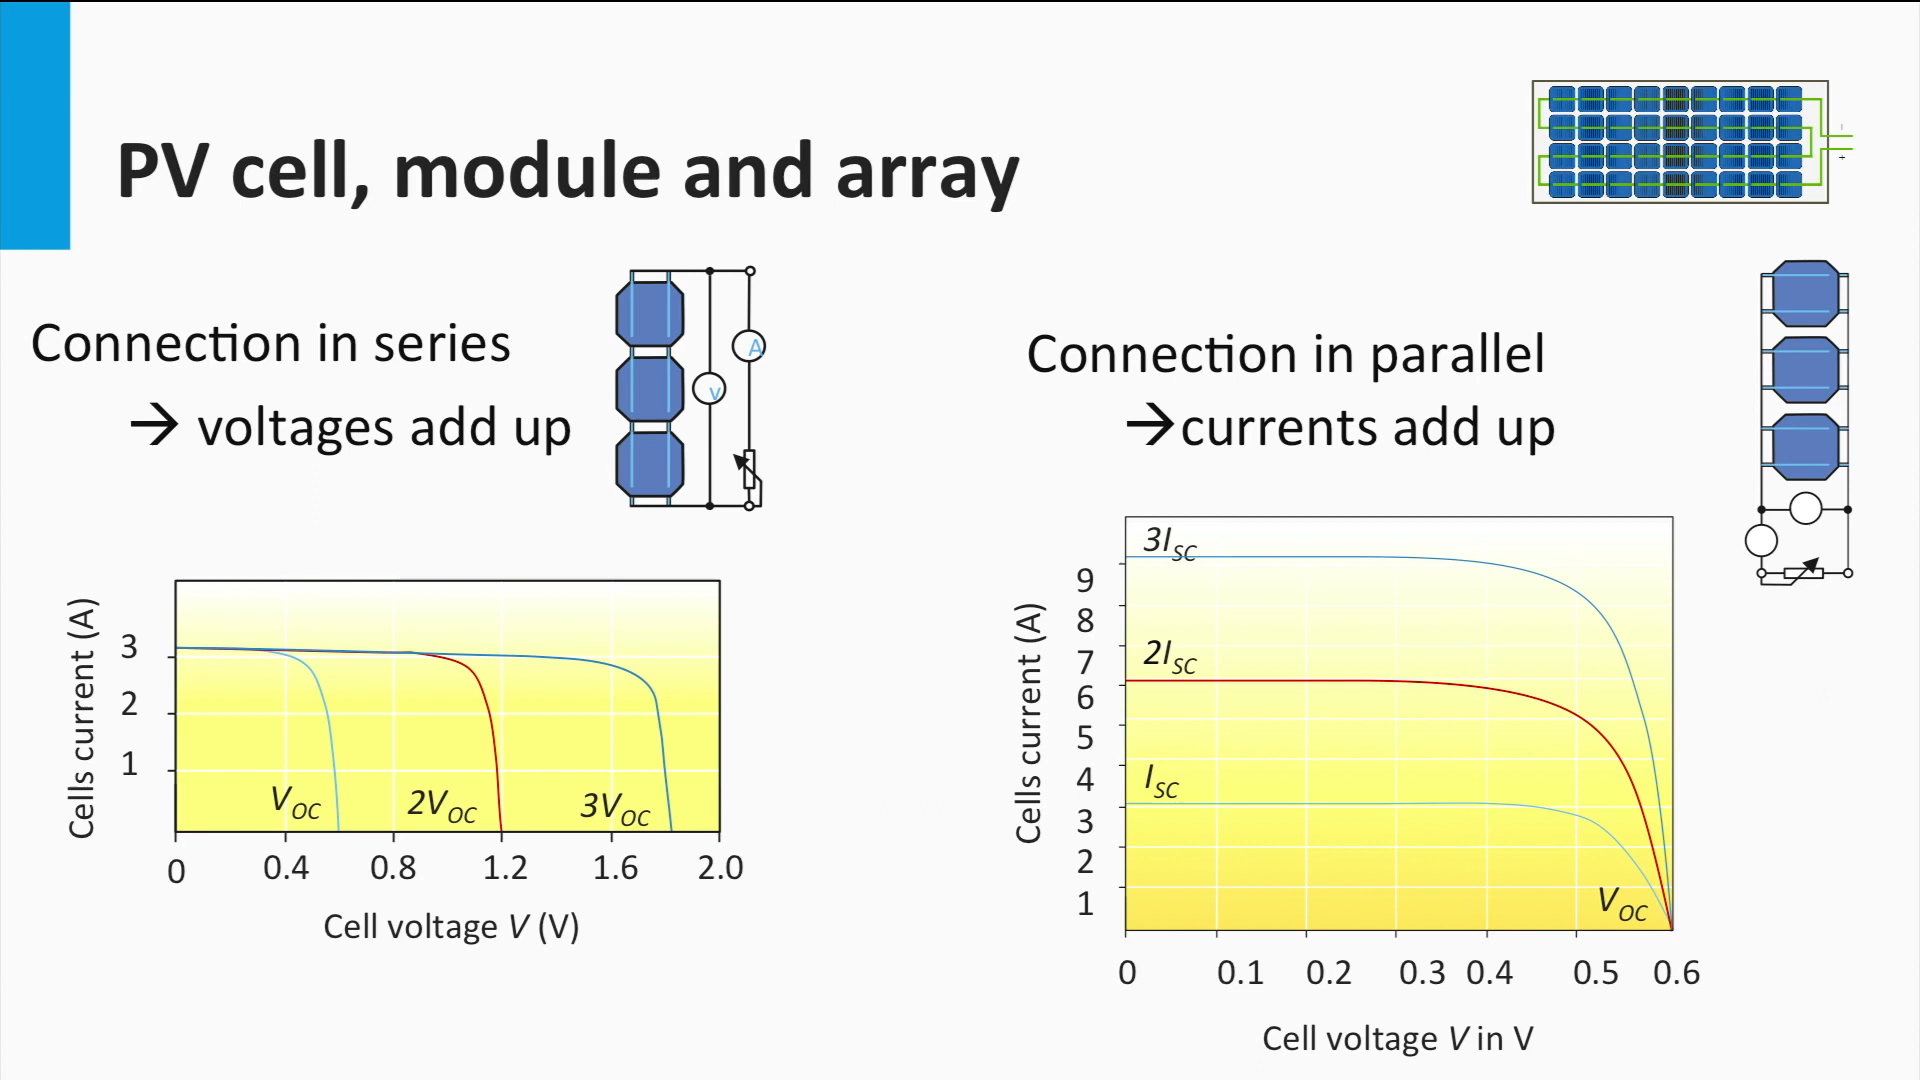 PV cell, module and array
Connection in series
→ voltages add up
A
v
Cells current (A)
3
2
1
V_OC
2V_OC
3V_OC
0 0.4 0.8 1.2 1.6 2.0
Cell voltage V (V)
Connection in parallel
→currents add up
Cells current (A)
3I_SC
9
8
7
2I_SC
6
5
4
I_SC
3
2
1
V_OC
0 0.1 0.2 0.3 0.4 0.5 0.6
Cell voltage V in V